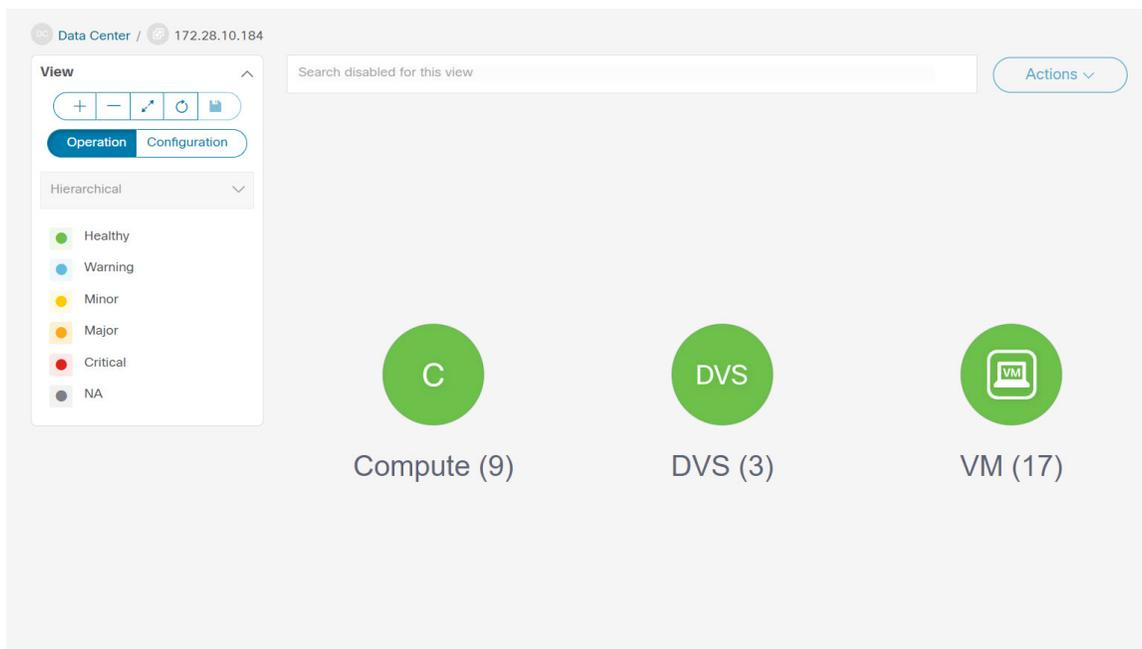 DC Data Center / 172.28.10.184
View
Search disabled for this view
Actions
Operation Configuration
Hierarchical
Healthy
Warning
Minor
Major
Critical
NA
C
DVS
VM
Compute (9)
DVS (3)
VM (17)